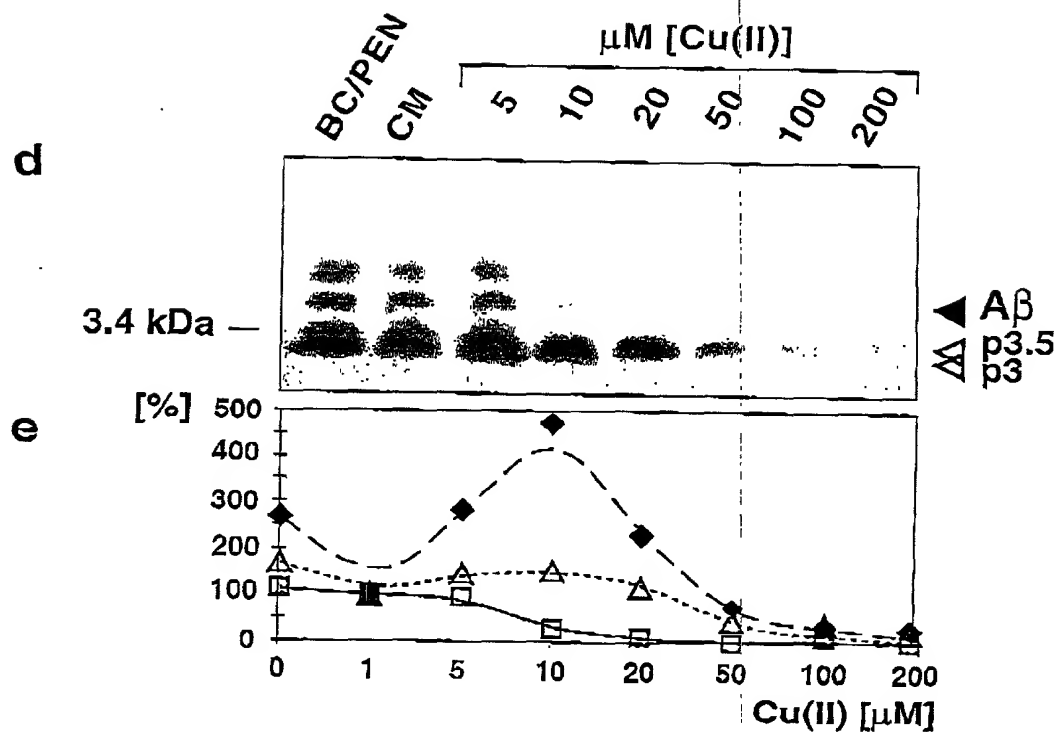 μM [Cu(II)]
BC/PEN CM 5 10 20 50 100 200
d
3.4 kDa
Aβ
p3.5
p3
e
[%]
500
400
300
200
100
0
0 1 5 10 20 50 100 200
Cu(II) [μM]